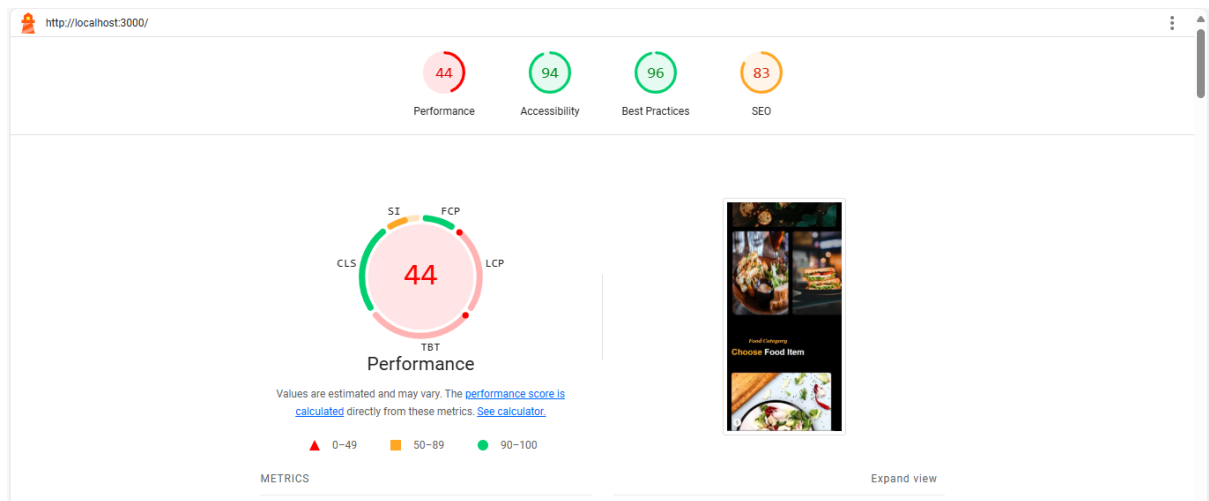 http://localhost:3000/
44
94
96
83
Performance
Accessibility
Best Practices
SEO
SI
FCP
CLS
LCP
44
TBT
Performance
Values are estimated and may vary. The performance score is
calculated directly from these metrics. See calculator.
0–49
50–89
90–100
Food Category
Choose Food Item
METRICS
Expand view